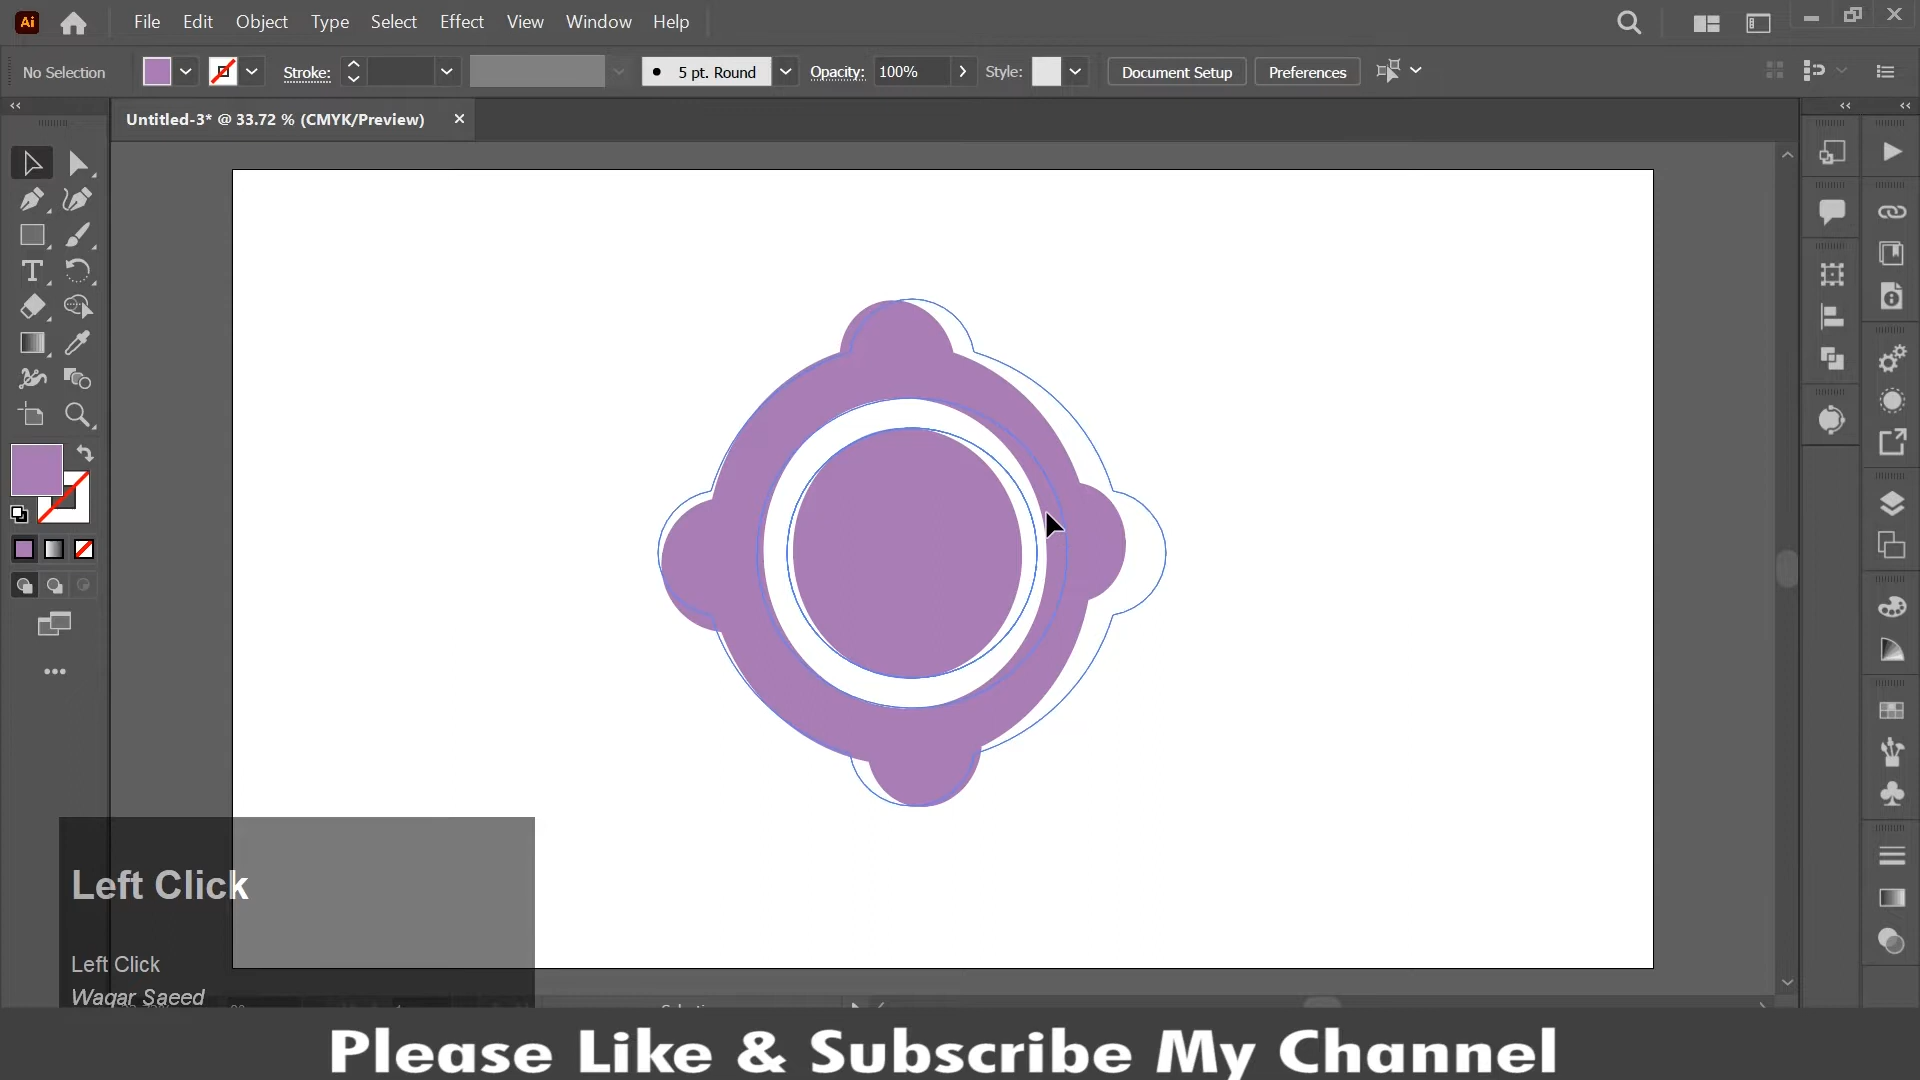 Ai File Edit Object Type Select Effect View Window Help
No Selection Stroke: 5 pt. Round Opacity: 100% Style: Document Setup Preferences
Untitled-3* @ 33.72 % (CMYK/Preview)
Left Click
Left Click
Waqar Saeed
Please Like & Subscribe My Channel